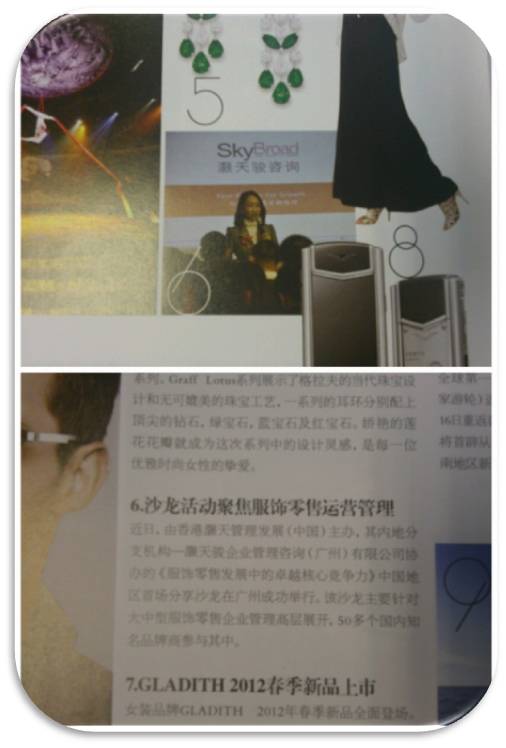 5
SkyBroad
灏天骏咨询
6
8
系列。Graff Lotus系列展示了格拉夫的当代珠宝设
计和无可媲美的珠宝工艺，一系列的耳环分别配上
顶尖的钻石，绿宝石，蓝宝石及红宝石。娇艳的莲
花花瓣就成为这次系列中的设计灵感，是每一位
优雅时尚女性的挚爱。
6.沙龙活动聚焦服饰零售运营管理
近日，由香港灏天管理发展（中国）主办，其内地分
支机构—灏天骏企业管理咨询（广州）有限公司协
办的《服饰零售发展中的卓越核心竞争力》中国地
区首场分享沙龙在广州成功举行。该沙龙主要针对
大中型服饰零售企业管理高层展开，50多个国内知
名品牌商参与其中。
7.GLADITH 2012春季新品上市
女装品牌GLADITH 2012年春季新品全面登场。
全球第一
家游轮）
16日重返
将首辟从
南地区新
9